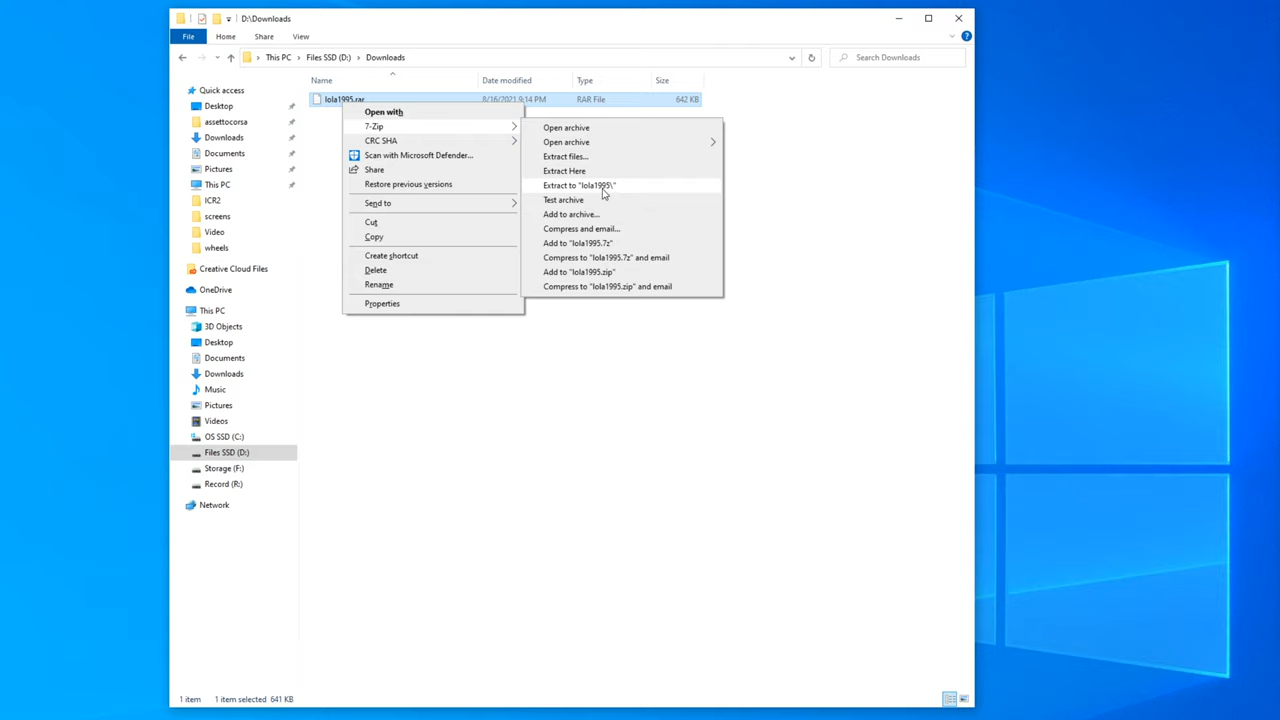 D:\Downloads
File Home Share View
This PC Files SSD (D:) Downloads
Search Downloads
Name Date modified Type Size
lola1995.rar 8/16/2021 9:14 PM RAR File 642 KB
Quick access
Desktop
assettocorsa
Downloads
Documents
Pictures
This PC
ICR2
screens
Video
wheels
Creative Cloud Files
OneDrive
This PC
3D Objects
Desktop
Documents
Downloads
Music
Pictures
Videos
OS SSD (C:)
Files SSD (D:)
Storage (F:)
Record (R:)
Network
Open with
7-Zip
CRC SHA
Scan with Microsoft Defender...
Share
Restore previous versions
Send to
Cut
Copy
Create shortcut
Delete
Rename
Properties
Open archive
Open archive
Extract files...
Extract Here
Extract to "lola1995\"
Test archive
Add to archive...
Compress and email...
Add to "lola1995.7z"
Compress to "lola1995.7z" and email
Add to "lola1995.zip"
Compress to "lola1995.zip" and email
1 item 1 item selected 641 KB